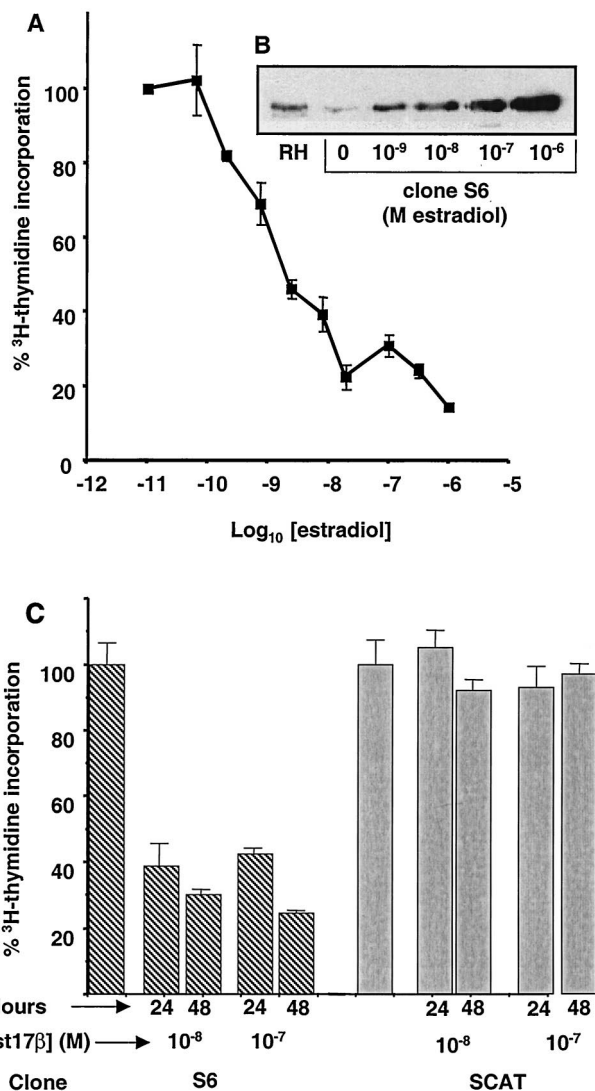 A
% ³H-thymidine incorporation
100
80
60
40
20
0
-12 -11 -10 -9 -8 -7 -6 -5
Log₁₀ [estradiol]
B
RH 0 10⁻⁹ 10⁻⁸ 10⁻⁷ 10⁻⁶
clone S6
(M estradiol)
C
% ³H-thymidine incorporation
100
80
60
40
20
ours 24 48 24 48 24 48 24 48
st17β] (M) 10⁻⁸ 10⁻⁷ 10⁻⁸ 10⁻⁷
Clone S6 SCAT